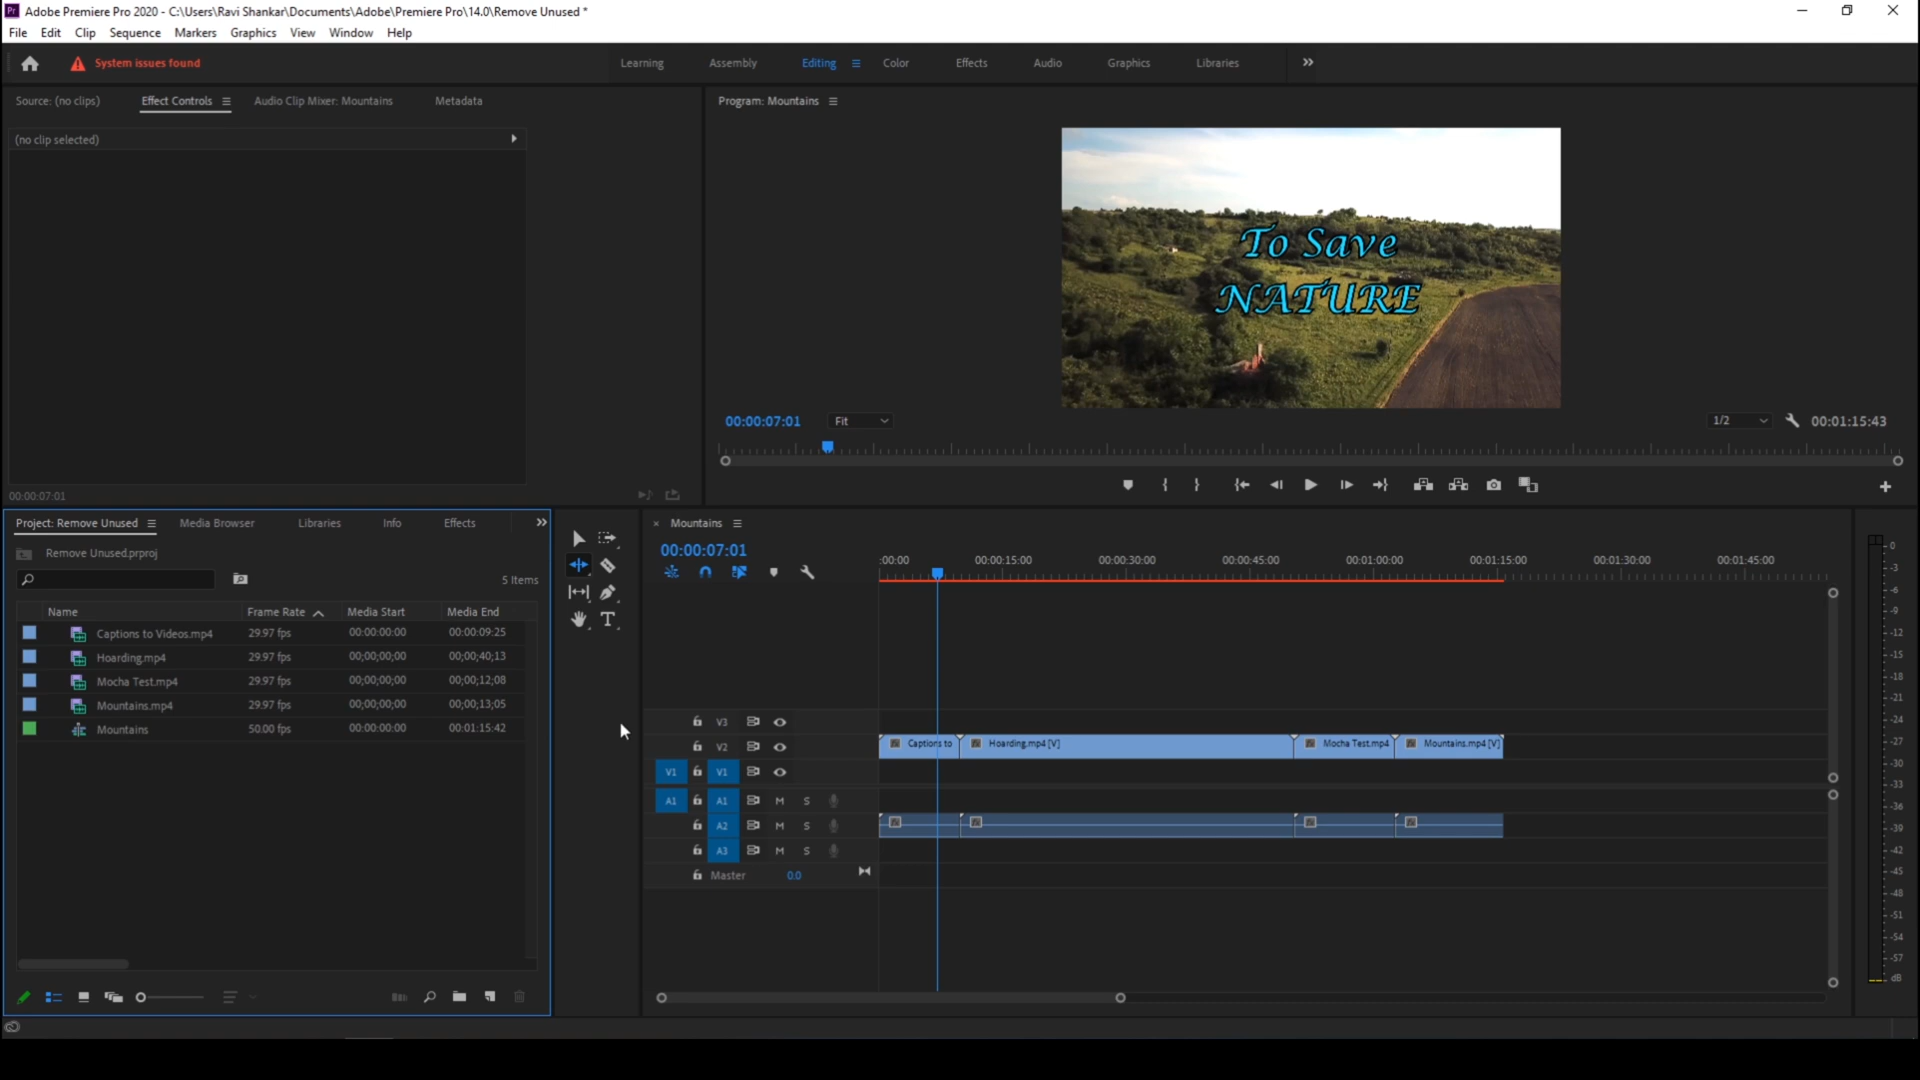 Adobe Premiere Pro 2020 - C:\Users\Ravi Shankar\Documents\Adobe\Premiere Pro\14.0\Remove Unused *
File Edit Clip Sequence Markers Graphics View Window Help
System issues found
Learning Assembly Editing Color Effects Audio Graphics Libraries
Source: (no clips) Effect Controls Audio Clip Mixer: Mountains Metadata
(no clip selected)
00:00:07:01
Program: Mountains
To Save
NATURE
00:00:07:01 Fit 1/2 00:01:15:43
Project: Remove Unused Media Browser Libraries Info Effects
Remove Unused.prproj
5 Items
Name Frame Rate Media Start Media End
Captions to Videos.mp4 29.97 fps 00:00:00:00 00:00:09:25
Hoarding.mp4 29.97 fps 00;00;00;00 00;00;40;13
Mocha Test.mp4 29.97 fps 00;00;00;00 00;00;12;08
Mountains.mp4 29.97 fps 00;00;00;00 00;00;13;05
Mountains 50.00 fps 00:00:00:00 00:01:15:42
Mountains
00:00:07:01
:00:00 00:00:15:00 00:00:30:00 00:00:45:00 00:01:00:00 00:01:15:00 00:01:30:00 00:01:45:00
V3
V2 Captions to Hoarding.mp4 [V] Mocha Test.mp4 Mountains.mp4 [V]
V1 V1
A1 A1 M S
A2 M S
A3 M S
Master 0.0
0
-3
-6
-9
-12
-15
-18
-21
-24
-27
-30
-33
-36
-39
-42
-45
-48
-51
-54
-57
dB